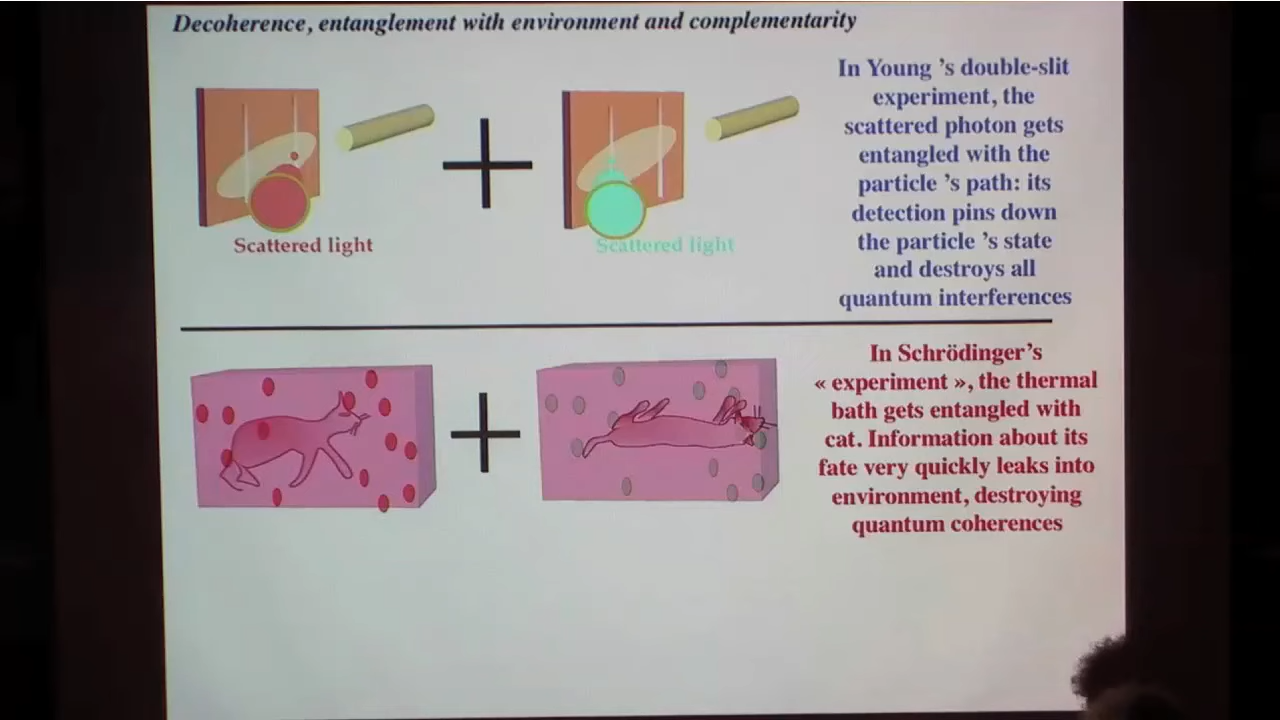 Decoherence, entanglement with environment and complementarity
In Young ’s double-slit
experiment, the
scattered photon gets
entangled with the
particle ’s path: its
detection pins down
the particle ’s state
and destroys all
quantum interferences
Scattered light
Scattered light
In Schrödinger’s
« experiment », the thermal
bath gets entangled with
cat. Information about its
fate very quickly leaks into
environment, destroying
quantum coherences